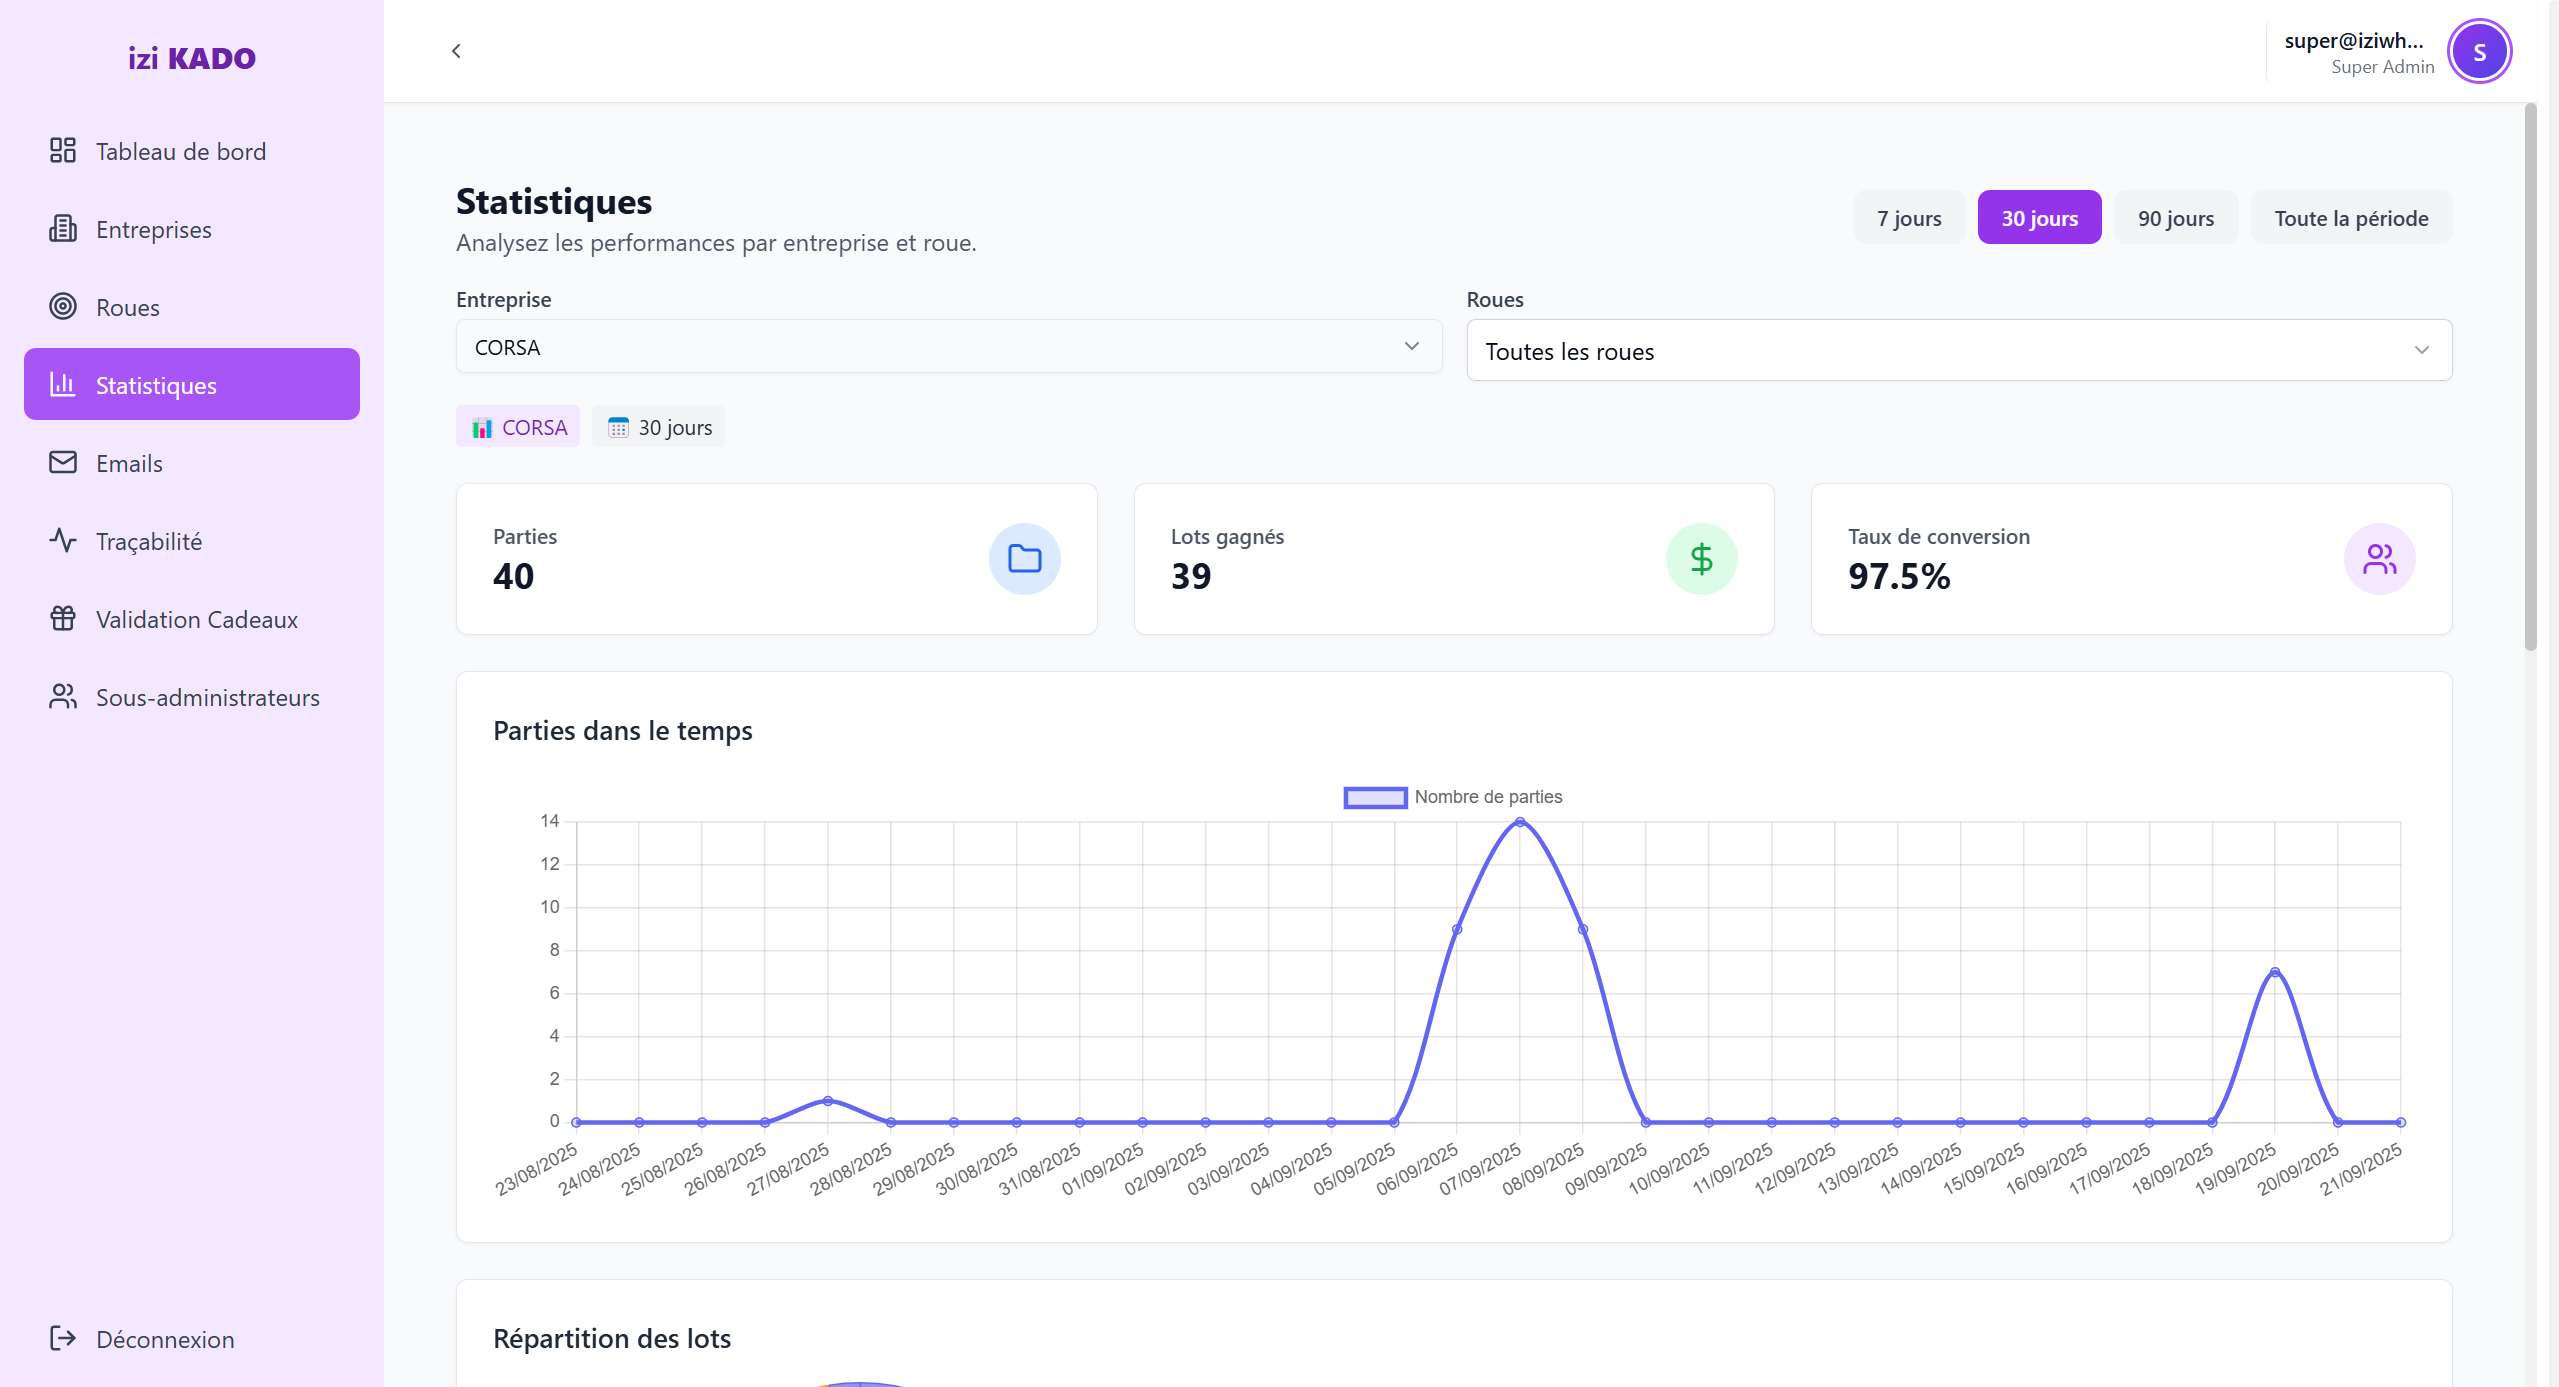 izi KADO
Tableau de bord
Entreprises
Roues
Statistiques
Emails
Traçabilité
Validation Cadeaux
Sous-administrateurs
Déconnexion
super@iziwh...
Super Admin
S
Statistiques
Analysez les performances par entreprise et roue.
7 jours
30 jours
90 jours
Toute la période
Entreprise
CORSA
Roues
Toutes les roues
CORSA
30 jours
Parties
40
Lots gagnés
39
Taux de conversion
97.5%
Parties dans le temps
Nombre de parties
14
12
10
8
6
4
2
0
23/08/2025
24/08/2025
25/08/2025
26/08/2025
27/08/2025
28/08/2025
29/08/2025
30/08/2025
31/08/2025
01/09/2025
02/09/2025
03/09/2025
04/09/2025
05/09/2025
06/09/2025
07/09/2025
08/09/2025
09/09/2025
10/09/2025
11/09/2025
12/09/2025
13/09/2025
14/09/2025
15/09/2025
16/09/2025
17/09/2025
18/09/2025
19/09/2025
20/09/2025
21/09/2025
Répartition des lots